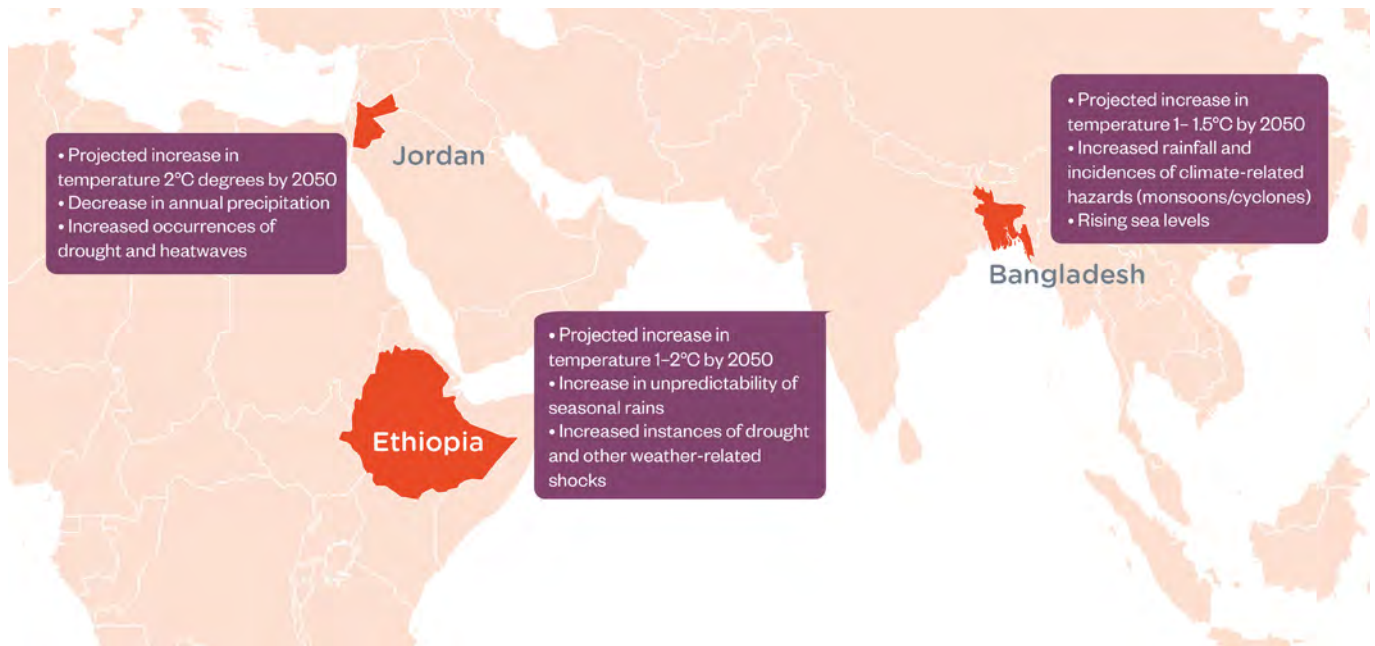 • Projected increase in
temperature 2°C degrees by 2050
• Decrease in annual precipitation
• Increased occurrences of
drought and heatwaves
Jordan
• Projected increase in
temperature 1– 1.5°C by 2050
• Increased rainfall and
incidences of climate-related
hazards (monsoons/cyclones)
• Rising sea levels
Bangladesh
Ethiopia
• Projected increase in
temperature 1–2°C by 2050
• Increase in unpredictability of
seasonal rains
• Increased instances of drought
and other weather-related
shocks